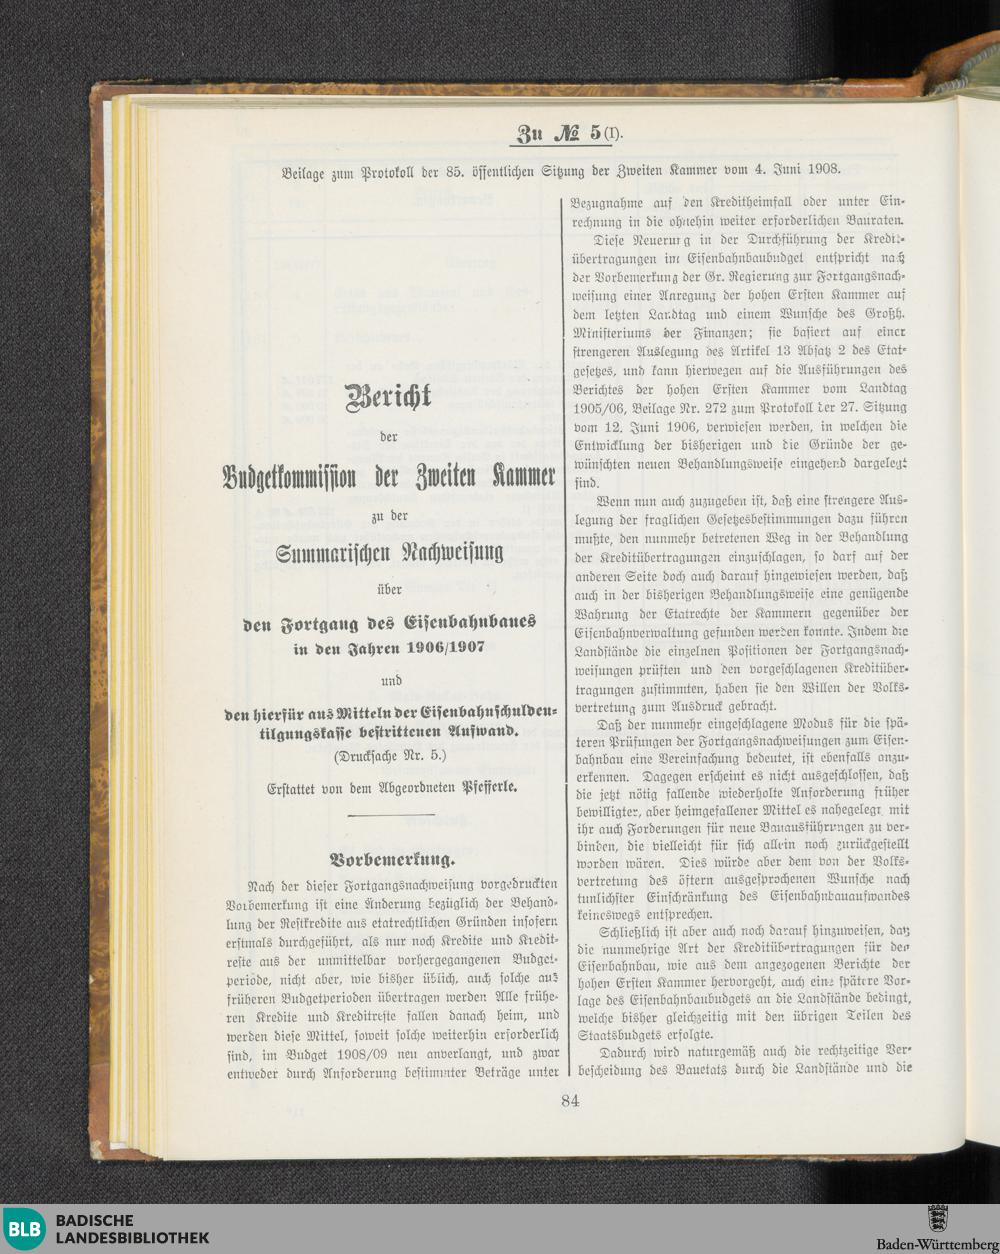 Zu № 5 (I).
Beilage zum Protokoll der 85. öffentlichen Sitzung der Zweiten Kammer vom 4. Juni 1908.
Bericht
der
Budgetkommission der Zweiten Kammer
zu der
Summarischen Nachweisung
über
den Fortgang des Eisenbahnbaues
in den Jahren 1906/1907
und
den hierfür aus Mitteln der Eisenbahnschulden-
tilgungskasse bestrittenen Aufwand.
(Drucksache Nr. 5.)
Erstattet von dem Abgeordneten Pfefferle.
Vorbemerkung.
Nach der dieser Fortgangsnachweisung vorgedruckten
Vorbemerkung ist eine Änderung bezüglich der Behand-
lung der Restkredite aus etatrechtlichen Gründen insofern
erstmals durchgeführt, als nur noch Kredite und Kredit-
reste aus der unmittelbar vorhergegangenen Budget-
periode, nicht aber, wie bisher üblich, auch solche aus
früheren Budgetperioden übertragen werden Alle frühe-
ren Kredite und Kreditreste fallen danach heim, und
werden diese Mittel, soweit solche weiterhin erforderlich
sind, im Budget 1908/09 neu anverlangt, und zwar
entweder durch Anforderung bestimmter Beträge unter
Bezugnahme auf den Kreditheimfall oder unter Ein-
rechnung in die ohnehin weiter erforderlichen Bauraten.
Diese Neuerung in der Durchführung der Kredit-
übertragungen im Eisenbahnbaubudget entspricht nach
der Vorbemerkung der Gr. Regierung zur Fortgangsnach-
weisung einer Anregung der hohen Ersten Kammer auf
dem letzten Landtag und einem Wunsche des Großh.
Ministeriums der Finanzen; sie basiert auf einer
strengeren Auslegung des Artikel 13 Absatz 2 des Etat-
gesetzes, und kann hierwegen auf die Ausführungen des
Berichtes der hohen Ersten Kammer vom Landtag
1905/06, Beilage Nr. 272 zum Protokoll der 27. Sitzung
vom 12. Juni 1906, verwiesen werden, in welchen die
Entwicklung der bisherigen und die Gründe der ge-
wünschten neuen Behandlungsweise eingehend dargelegt
sind.
Wenn nun auch zuzugeben ist, daß eine strengere Aus-
legung der fraglichen Gesetzesbestimmungen dazu führen
mußte, den nunmehr betretenen Weg in der Behandlung
der Kreditübertragungen einzuschlagen, so darf auf der
anderen Seite doch auch darauf hingewiesen werden, daß
auch in der bisherigen Behandlungsweise eine genügende
Wahrung der Etatrechte der Kammern gegenüber der
Eisenbahnverwaltung gefunden werden konnte. Indem die
Landstände die einzelnen Positionen der Fortgangsnach-
weisungen prüften und den vorgeschlagenen Kreditüber-
tragungen zustimmten, haben sie den Willen der Volks-
vertretung zum Ausdruck gebracht.
Daß der nunmehr eingeschlagene Modus für die spä-
teren Prüfungen der Fortgangsnachweisungen zum Eisen-
bahnbau eine Vereinfachung bedeutet, ist ebenfalls anzu-
erkennen. Dagegen erscheint es nicht ausgeschlossen, daß
die jetzt nötig fallende wiederholte Anforderung früher
bewilligter, aber heimgefallener Mittel es nahegelegt mit
ihr auch Forderungen für neue Bauausführungen zu ver-
binden, die vielleicht für sich allein noch zurückgestellt
worden wären. Dies würde aber dem von der Volks-
vertretung des öftern ausgesprochenen Wunsche nach
tunlichster Einschränkung des Eisenbahnbauaufwandes
keineswegs entsprechen.
Schließlich ist aber auch noch darauf hinzuweisen, daß
die nunmehrige Art der Kreditübertragungen für den
Eisenbahnbau, wie aus dem angezogenen Berichte der
hohen Ersten Kammer hervorgeht, auch eine spätere Vor-
lage des Eisenbahnbaubudgets an die Landstände bedingt,
welche bisher gleichzeitig mit den übrigen Teilen des
Staatsbudgets erfolgte.
Dadurch wird naturgemäß auch die rechtzeitige Ver-
bescheidung des Bauetats durch die Landstände und die
84
BLB
BADISCHE
LANDESBIBLIOTHEK
Baden-Württemberg